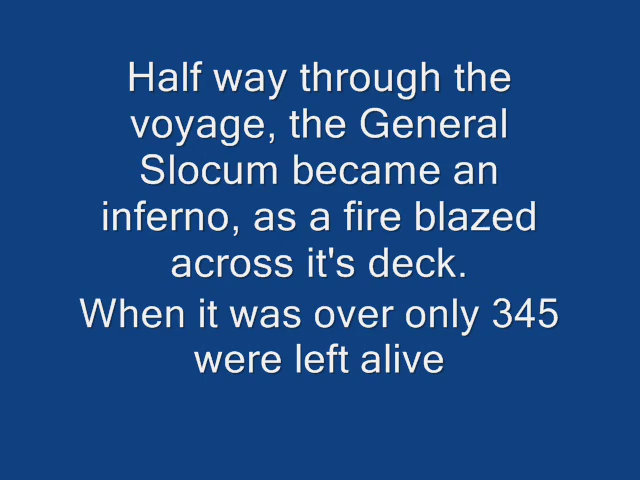 Half way through the
voyage, the General
Slocum became an
inferno, as a fire blazed
across it's deck.
When it was over only 345
were left alive